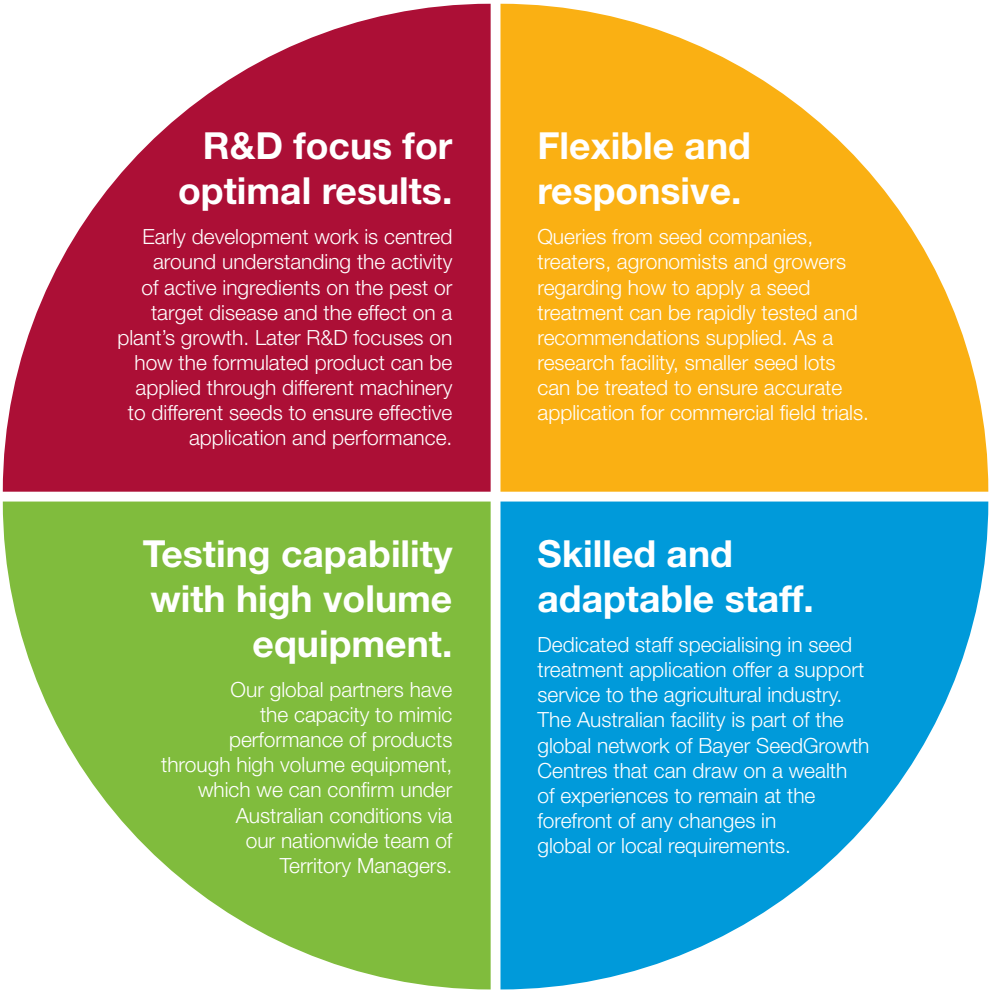 R&D focus for
optimal results.
Early development work is centred
around understanding the activity
of active ingredients on the pest or
target disease and the effect on a
plant’s growth. Later R&D focuses on
how the formulated product can be
applied through different machinery
to different seeds to ensure effective
application and performance.
Flexible and
responsive.
Queries from seed companies,
treaters, agronomists and growers
regarding how to apply a seed
treatment can be rapidly tested and
recommendations supplied. As a
research facility, smaller seed lots
can be treated to ensure accurate
application for commercial field trials.
Testing capability
with high volume
equipment.
Our global partners have
the capacity to mimic
performance of products
through high volume equipment,
which we can confirm under
Australian conditions via
our nationwide team of
Territory Managers.
Skilled and
adaptable staff.
Dedicated staff specialising in seed
treatment application offer a support
service to the agricultural industry.
The Australian facility is part of the
global network of Bayer SeedGrowth
Centres that can draw on a wealth
of experiences to remain at the
forefront of any changes in
global or local requirements.